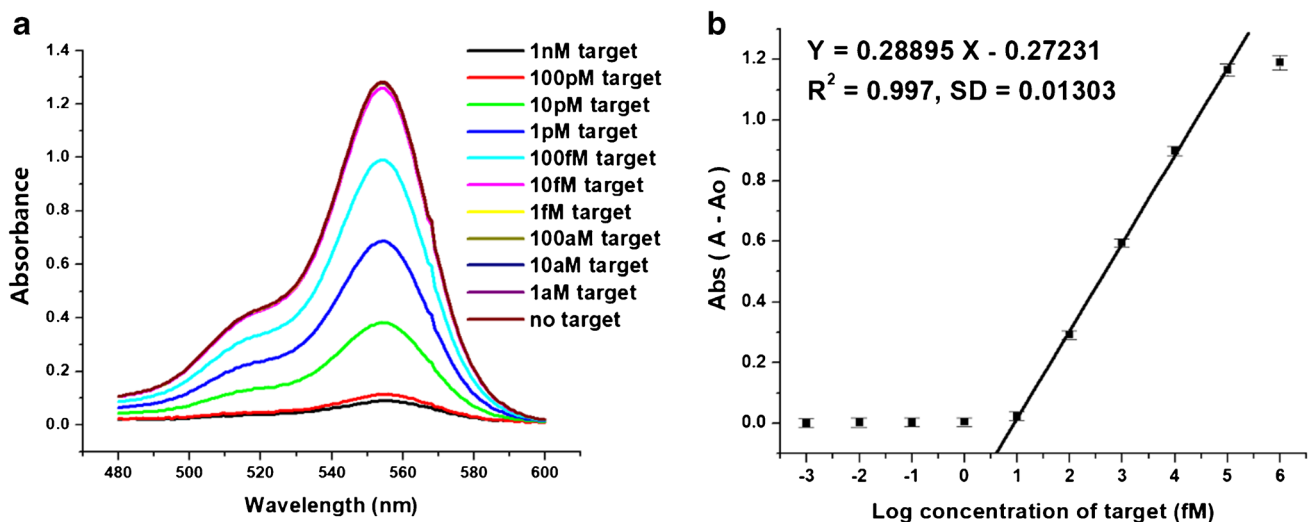 a
1.4
1.2
1.0
0.8
0.6
0.4
0.2
0.0
Absorbance
480 500 520 540 560 580 600
Wavelength (nm)
1nM target
100pM target
10pM target
1pM target
100fM target
10fM target
1fM target
100aM target
10aM target
1aM target
no target
b
Y = 0.28895 X - 0.27231
R² = 0.997, SD = 0.01303
1.2
1.0
0.8
0.6
0.4
0.2
0.0
Abs ( A - Ao )
-3 -2 -1 0 1 2 3 4 5 6
Log concentration of target (fM)